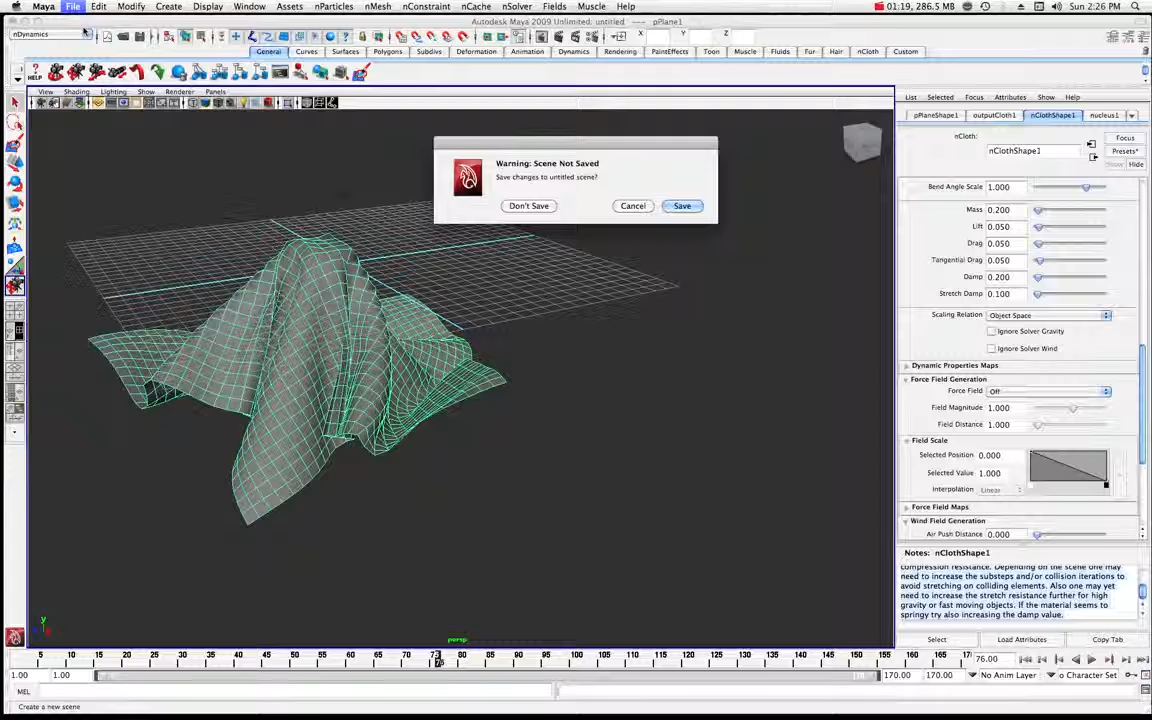 Maya File Edit Modify Create Display Window Assets nParticles nMesh nConstraint nCache nSolver Muscle Help 01:19, 286.5 MB Sun 2:26 PM
Autodesk Maya 2009 Unlimited: untitled --- pPlane1
nDynamics X: Y: Z:
General Curves Surfaces Polygons Subdivs Deformation Animation Dynamics Rendering PaintEffects Toon Muscle Fluids Fur Hair nCloth Custom
HELP
View Shading Lighting Show Renderer Panels
List Selected Focus Attributes Show Help
pPlaneShape1 outputCloth1 nClothShape1 nucleus1
nCloth: nClothShape1
Focus
Presets*
Show Hide
Warning: Scene Not Saved
Save changes to untitled scene?
Don't Save Cancel Save
Bend Angle Scale 1.000
Mass 0.200
Lift 0.050
Drag 0.050
Tangential Drag 0.050
Damp 0.200
Stretch Damp 0.100
Scaling Relation Object Space
Ignore Solver Gravity
Ignore Solver Wind
Dynamic Properties Maps
Force Field Generation
Force Field Off
Field Magnitude 1.000
Field Distance 1.000
Field Scale
Selected Position 0.000
Selected Value 1.000
Interpolation Linear
Force Field Maps
Wind Field Generation
Air Push Distance 0.000
Notes: nClothShape1
compression resistance. Depending on the scene one may
need to increase the substeps and/or collision iterations to
avoid stretching on colliding elements. Also one may yet
need to increase the stretch resistance further for high
gravity or fast moving objects. If the material seems to
springy try also increasing the damp value.
Select Load Attributes Copy Tab
y
persp
5 10 15 20 25 30 35 40 45 50 55 60 65 70 75 80 85 90 95 100 105 110 115 120 125 130 135 140 145 150 155 160 165 170 76.00
1.00 1.00 170.00 170.00 No Anim Layer o Character Set
MEL
Create a new scene